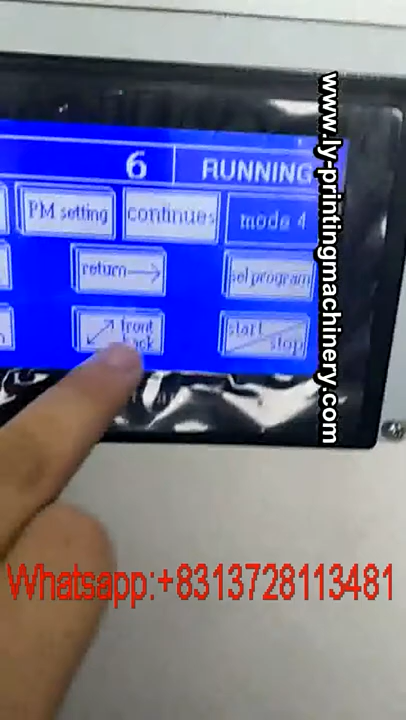 www.ly-printingmachinery.com
6 RUNNING
PM setting continues mode 4
return sel program
front
back
start
stop
Whatsapp:+8313728113481